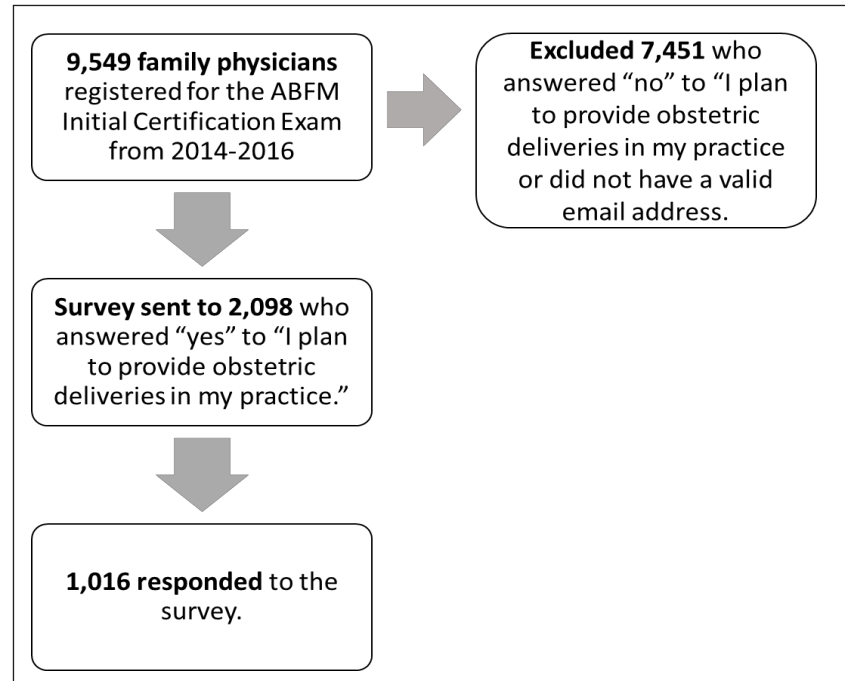 9,549 family physicians
registered for the ABFM
Initial Certification Exam
from 2014-2016
Excluded 7,451 who
answered “no” to “I plan
to provide obstetric
deliveries in my practice
or did not have a valid
email address.
Survey sent to 2,098 who
answered “yes” to “I plan
to provide obstetric
deliveries in my practice.”
1,016 responded to the
survey.